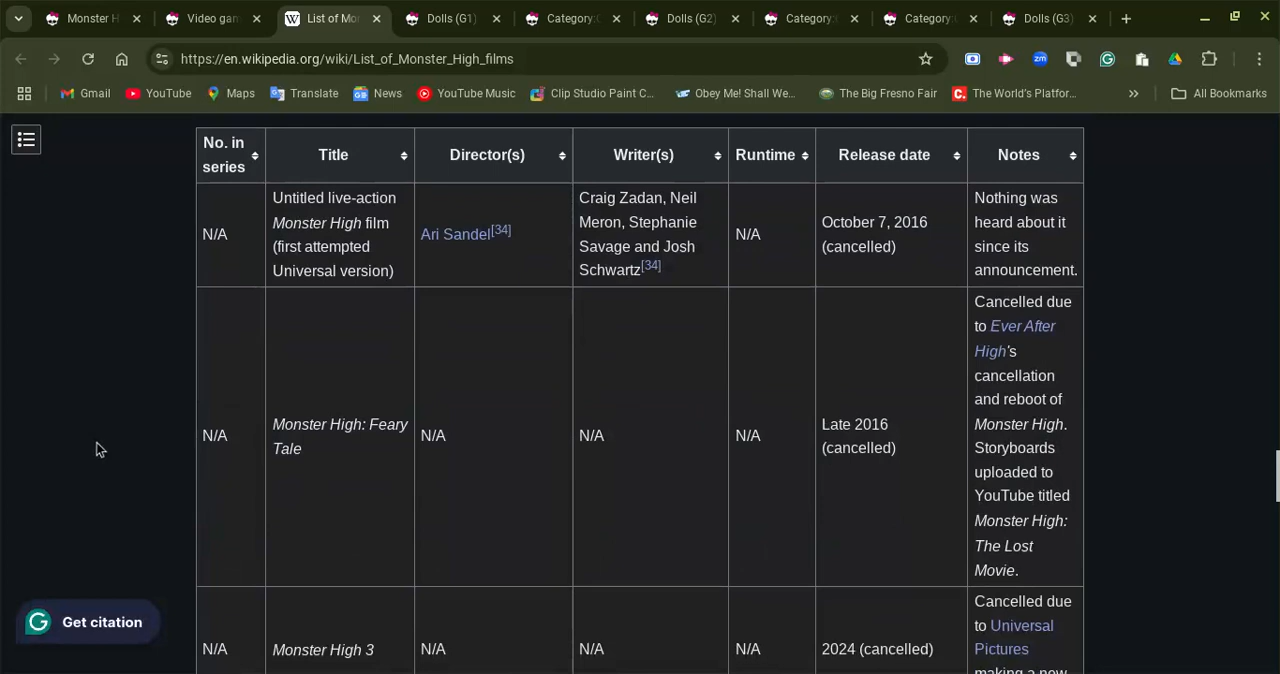 Monster H
Video gam
List of Mon
Dolls (G1)
Category:
Dolls (G2)
Category:
Category:
Dolls (G3)
https://en.wikipedia.org/wiki/List_of_Monster_High_films
Gmail
YouTube
Maps
Translate
News
YouTube Music
Clip Studio Paint C...
Obey Me! Shall We...
The Big Fresno Fair
The World's Platfor...
All Bookmarks
No. in
series
Title
Director(s)
Writer(s)
Runtime
Release date
Notes
N/A
Untitled live-action
Monster High film
(first attempted
Universal version)
Ari Sandel[34]
Craig Zadan, Neil
Meron, Stephanie
Savage and Josh
Schwartz[34]
N/A
October 7, 2016
(cancelled)
Nothing was
heard about it
since its
announcement.
N/A
Monster High: Feary
Tale
N/A
N/A
N/A
Late 2016
(cancelled)
Cancelled due
to Ever After
High's
cancellation
and reboot of
Monster High.
Storyboards
uploaded to
YouTube titled
Monster High:
The Lost
Movie.
N/A
Monster High 3
N/A
N/A
N/A
2024 (cancelled)
Cancelled due
to Universal
Pictures
making a new
Get citation